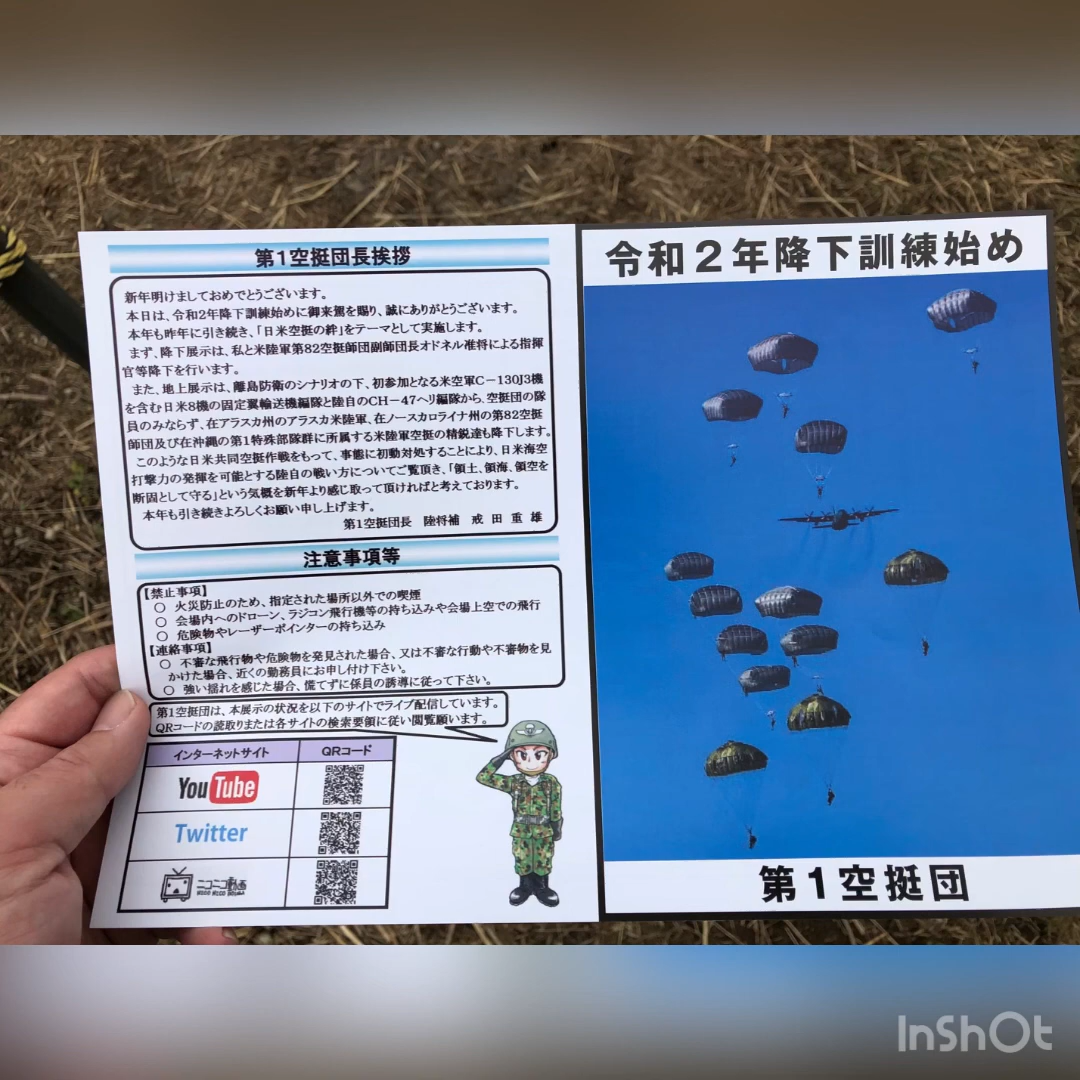 第1空挺団長挨拶
新年明けましておめでとうございます。
本日は、令和2年降下訓練始めに御来駕を賜り、誠にありがとうございます。
本年も昨年に引き続き、「日米空挺の絆」をテーマとして実施します。
まず、降下展示は、私と米陸軍第82空挺師団副師団長オドネル准将による指揮
官等降下を行います。
また、地上展示は、離島防衛のシナリオの下、初参加となる米空軍C－130J3機
を含む日米8機の固定翼輸送機編隊と陸自のCH－47ヘリ編隊から、空挺団の隊
員のみならず、在アラスカ州のアラスカ米陸軍、在ノースカロライナ州の第82空挺
師団及び在沖縄の第1特殊部隊群に所属する米陸軍空挺の精鋭達も降下します。
このような日米共同空挺作戦をもって、事態に初動対処することにより、日米海空
打撃力の発揮を可能とする陸自の戦い方についてご覧頂き、「領土、領海、領空を
断固として守る」という気概を新年より感じ取って頂ければと考えております。
本年も引き続きよろしくお願い申し上げます。
第1空挺団長　陸将補　戒田重雄
注意事項等
【禁止事項】
○ 火災防止のため、指定された場所以外での喫煙
○ 会場内へのドローン、ラジコン飛行機等の持ち込みや会場上空での飛行
○ 危険物やレーザーポインターの持ち込み
【連絡事項】
○ 不審な飛行物や危険物を発見された場合、又は不審な行動や不審物を見
かけた場合、近くの勤務員にお申し付け下さい。
○ 強い揺れを感じた場合、慌てずに係員の誘導に従って下さい。
第1空挺団は、本展示の状況を以下のサイトでライブ配信しています。
QRコードの読取りまたは各サイトの検索要領に従い閲覧願います。
インターネットサイト QRコード
YouTube
Twitter
ニコニコ動画
NICO NICO DOUGA
令和2年降下訓練始め
第1空挺団
InShOt